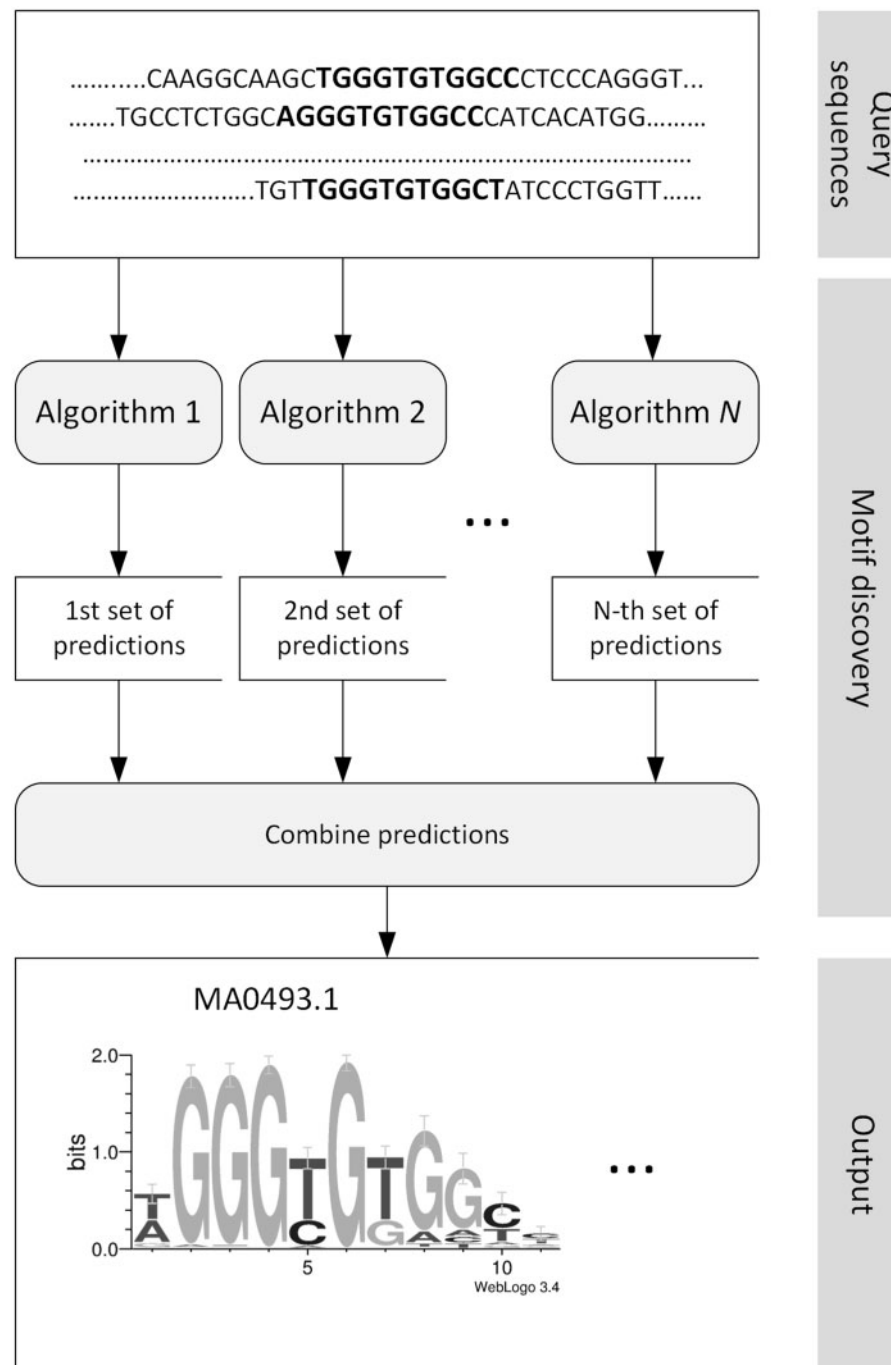 ...........CAAGGCAAGCTGGGTGTGGCCCTCCCAGGGT...
.......TGCCTCTGGCAGGGTGTGGCCCATCACATGG.........
................................................................................
..............................TGTTGGGTGTGGCTATCCCTGGTT......
Query
sequences
Algorithm 1
Algorithm 2
Algorithm N
...
1st set of
predictions
2nd set of
predictions
N-th set of
predictions
Motif discovery
Combine predictions
MA0493.1
2.0
1.0
0.0
bits
T
A
G
G
G
T
C
G
T
G
G
A
G
C
T
5
10
WebLogo 3.4
...
Output